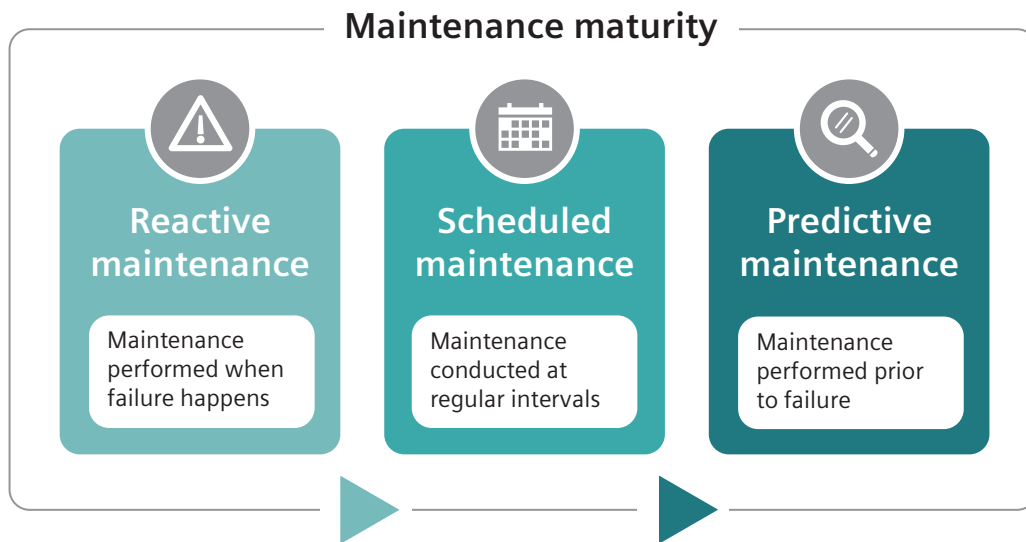 Maintenance maturity
Reactive
maintenance
Maintenance
performed when
failure happens
Scheduled
maintenance
Maintenance
conducted at
regular intervals
Predictive
maintenance
Maintenance
performed prior
to failure